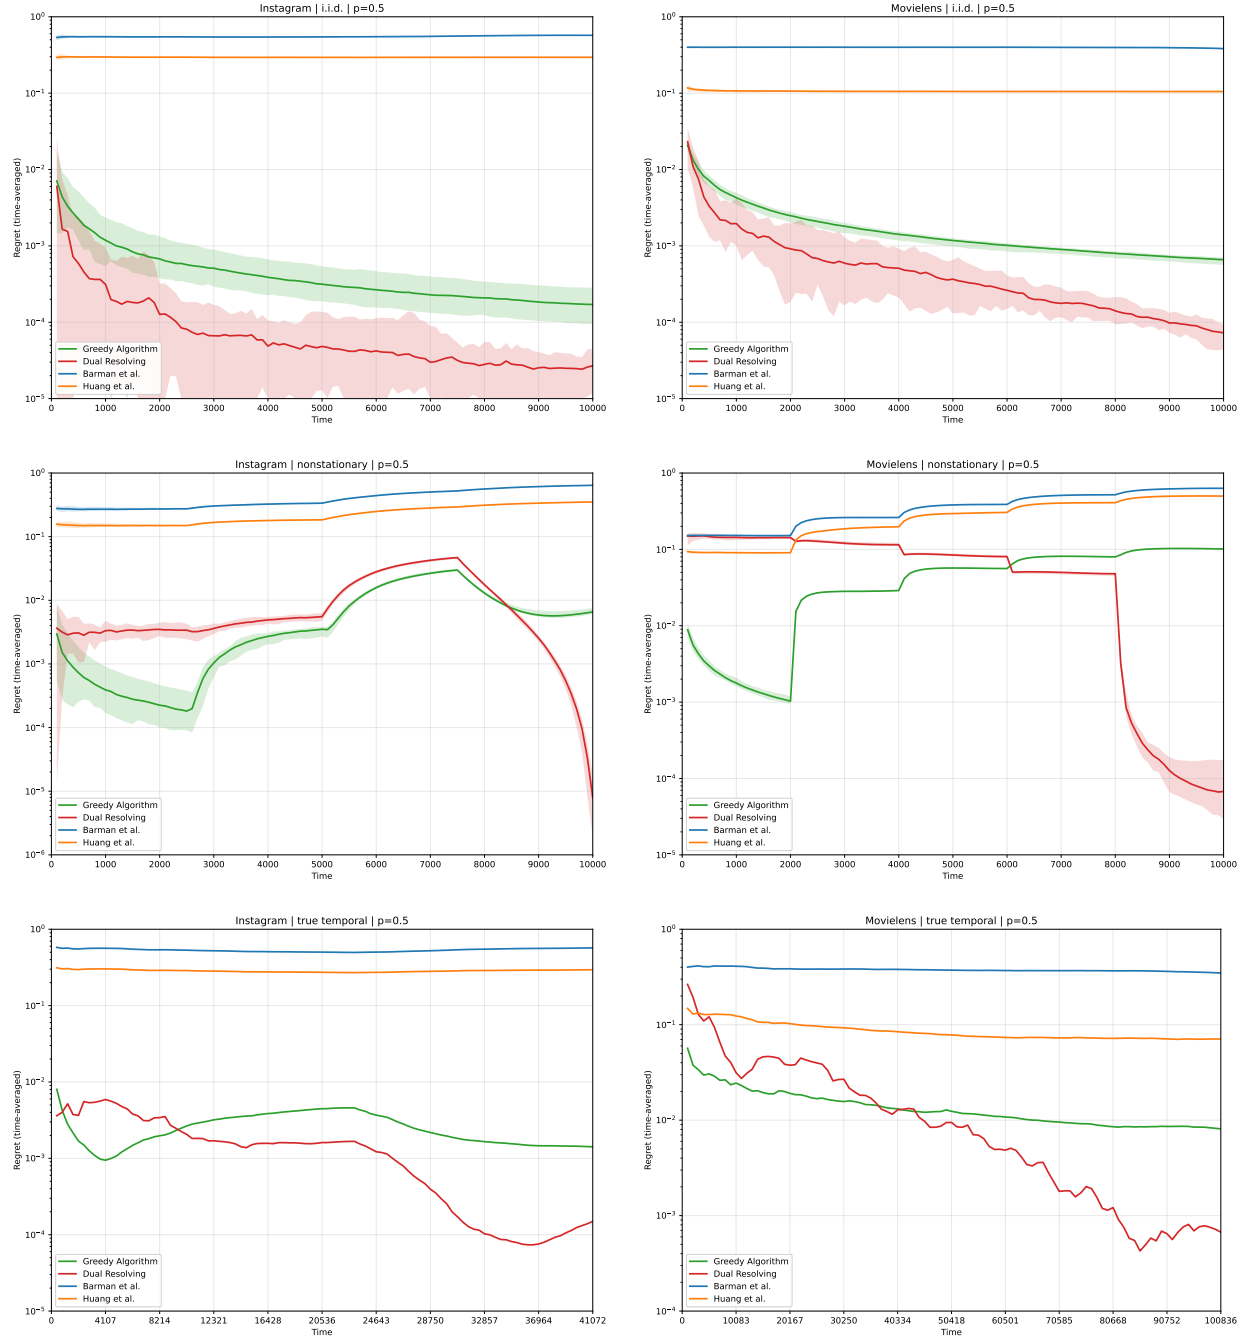 Instagram | i.i.d. | p=0.5
Regret (time-averaged)
10⁰
10⁻¹
10⁻²
10⁻³
10⁻⁴
10⁻⁵
Greedy Algorithm
Dual Resolving
Barman et al.
Huang et al.
0 1000 2000 3000 4000 5000 6000 7000 8000 9000 10000
Time
Movielens | i.i.d. | p=0.5
Regret (time-averaged)
10⁰
10⁻¹
10⁻²
10⁻³
10⁻⁴
10⁻⁵
Greedy Algorithm
Dual Resolving
Barman et al.
Huang et al.
0 1000 2000 3000 4000 5000 6000 7000 8000 9000 10000
Time
Instagram | nonstationary | p=0.5
Regret (time-averaged)
10⁰
10⁻¹
10⁻²
10⁻³
10⁻⁴
10⁻⁵
10⁻⁶
Greedy Algorithm
Dual Resolving
Barman et al.
Huang et al.
0 1000 2000 3000 4000 5000 6000 7000 8000 9000 10000
Time
Movielens | nonstationary | p=0.5
Regret (time-averaged)
10⁰
10⁻¹
10⁻²
10⁻³
10⁻⁴
10⁻⁵
Greedy Algorithm
Dual Resolving
Barman et al.
Huang et al.
0 1000 2000 3000 4000 5000 6000 7000 8000 9000 10000
Time
Instagram | true temporal | p=0.5
Regret (time-averaged)
10⁰
10⁻¹
10⁻²
10⁻³
10⁻⁴
10⁻⁵
Greedy Algorithm
Dual Resolving
Barman et al.
Huang et al.
0 4107 8214 12321 16428 20536 24643 28750 32857 36964 41072
Time
Movielens | true temporal | p=0.5
Regret (time-averaged)
10⁰
10⁻¹
10⁻²
10⁻³
10⁻⁴
Greedy Algorithm
Dual Resolving
Barman et al.
Huang et al.
0 10083 20167 30250 40334 50418 60501 70585 80668 90752 100836
Time